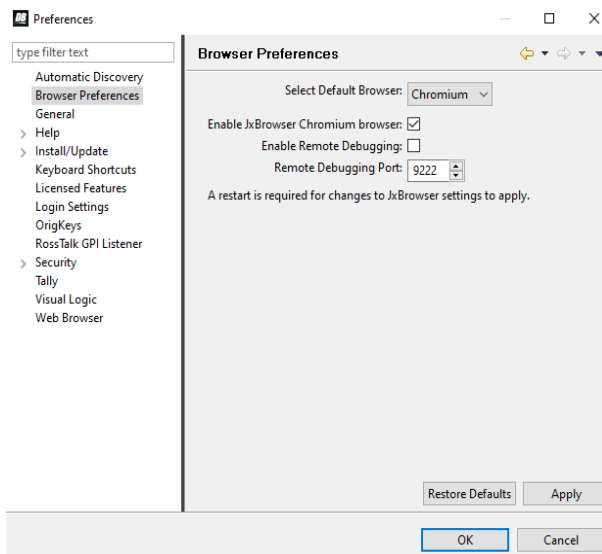 DB Preferences
type filter text
Automatic Discovery
Browser Preferences
General
Help
Install/Update
Keyboard Shortcuts
Licensed Features
Login Settings
OrigKeys
RossTalk GPI Listener
Security
Tally
Visual Logic
Web Browser
Browser Preferences
Select Default Browser: Chromium
Enable JxBrowser Chromium browser:
Enable Remote Debugging:
Remote Debugging Port: 9222
A restart is required for changes to JxBrowser settings to apply.
Restore Defaults Apply
OK Cancel